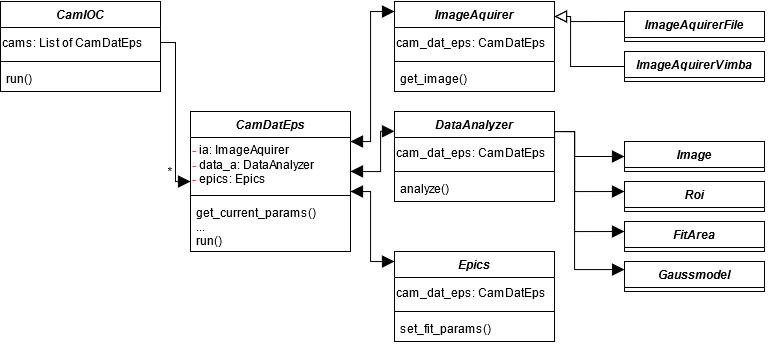 CamIOC
cams: List of CamDatEps
run()
CamDatEps
- ia: ImageAquirer
- data_a: DataAnalyzer
- epics: Epics
get_current_params()
...
run()
*
ImageAquirer
cam_dat_eps: CamDatEps
get_image()
DataAnalyzer
cam_dat_eps: CamDatEps
analyze()
Epics
cam_dat_eps: CamDatEps
set_fit_params()
ImageAquirerFile
ImageAquirerVimba
Image
Roi
FitArea
Gaussmodel